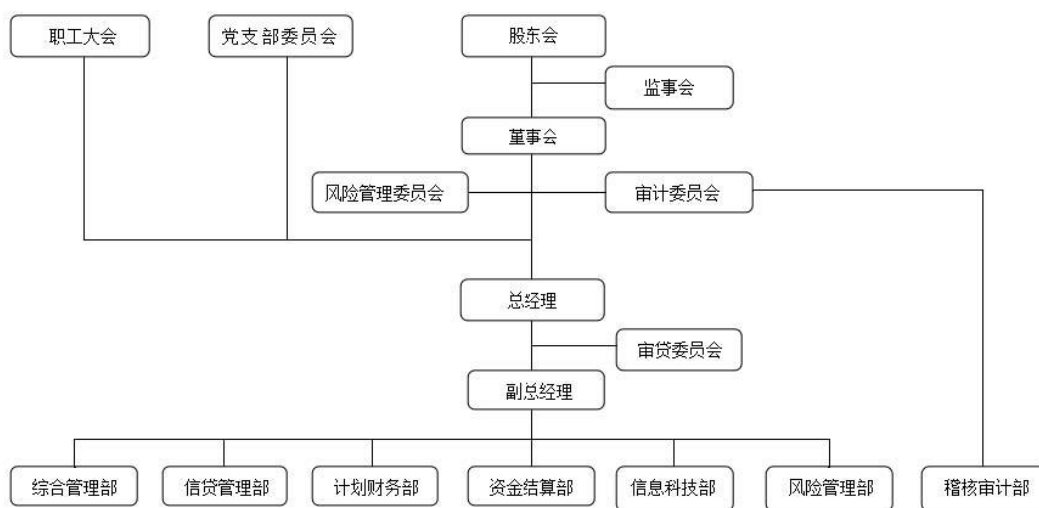 职工大会
党支部委员会
股东会
监事会
董事会
风险管理委员会
审计委员会
总经理
审贷委员会
副总经理
综合管理部
信贷管理部
计划财务部
资金结算部
信息科技部
风险管理部
稽核审计部